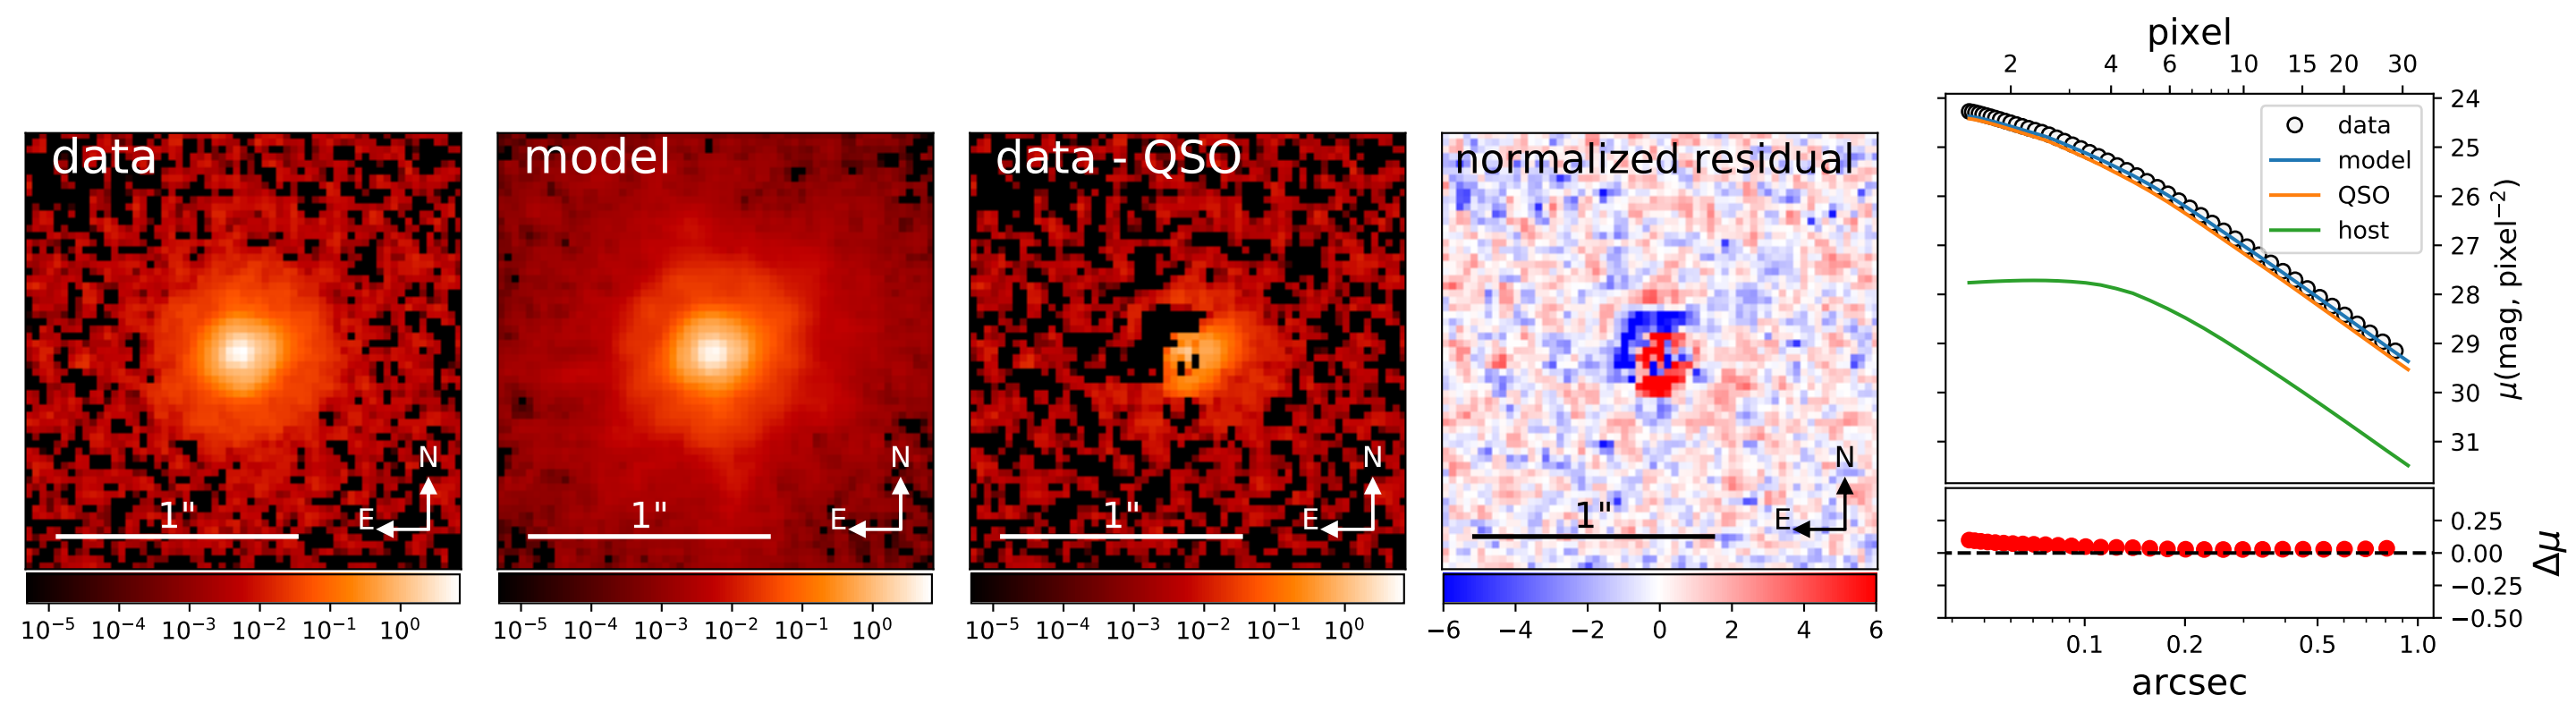 data
N
E
1"
10⁻⁵ 10⁻⁴ 10⁻³ 10⁻² 10⁻¹ 10⁰
model
N
E
1"
10⁻⁵ 10⁻⁴ 10⁻³ 10⁻² 10⁻¹ 10⁰
data - QSO
N
E
1"
10⁻⁵ 10⁻⁴ 10⁻³ 10⁻² 10⁻¹ 10⁰
normalized residual
N
E
1"
−6 −4 −2 0 2 4 6
pixel
2 4 6 10 15 20 30
data
model
QSO
host
24
25
26
27
28
29
30
31
μ(mag, pixel⁻²)
0.25
0.00
−0.25
−0.50
Δμ
0.1 0.2 0.5 1.0
arcsec